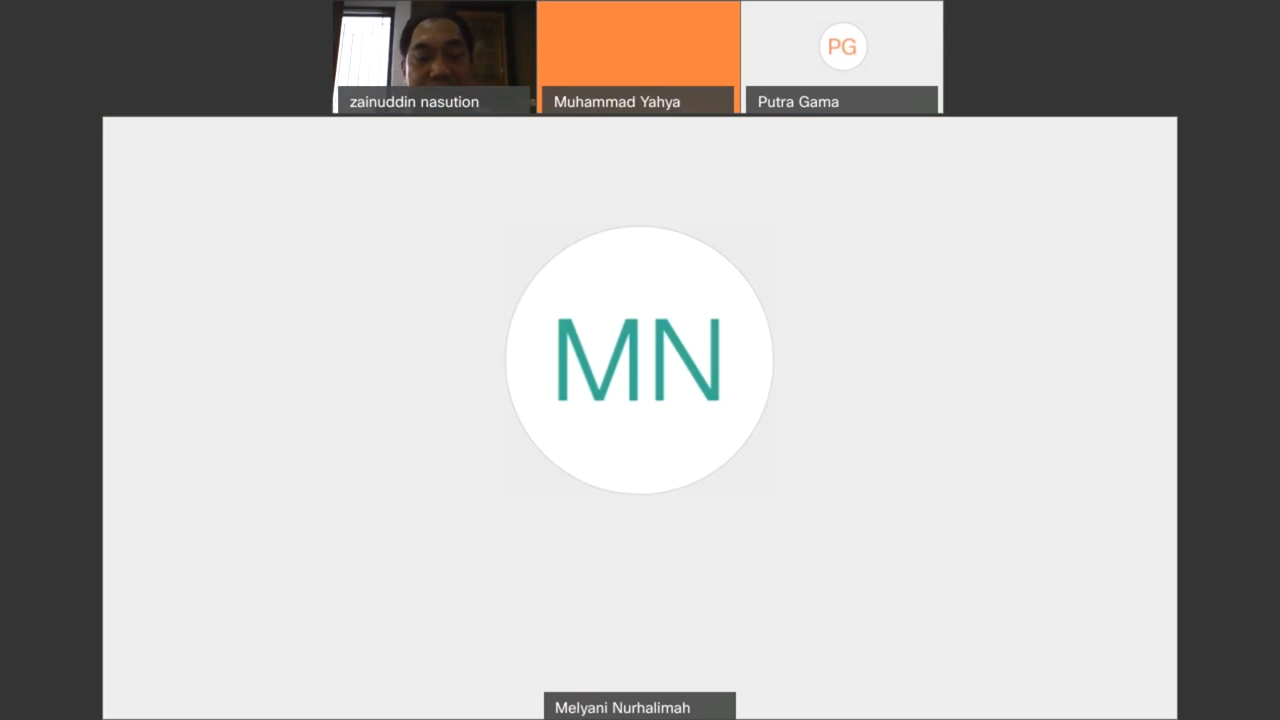 zainuddin nasution
Muhammad Yahya
PG
Putra Gama
MN
Melyani Nurhalimah